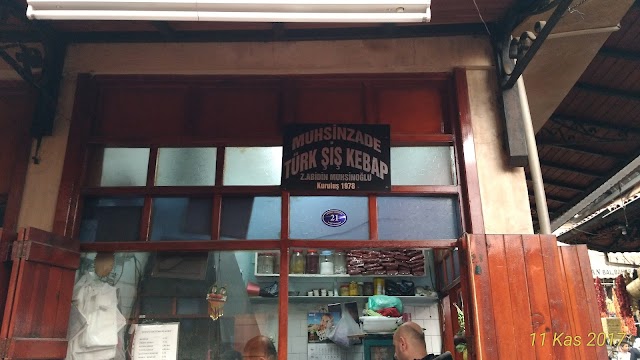 MUHSİNZADE
TÜRK ŞİŞ KEBAP
Z.ABİDİN MUHSİNOĞLU
Kuruluş 1978
21
11 Kas 2017